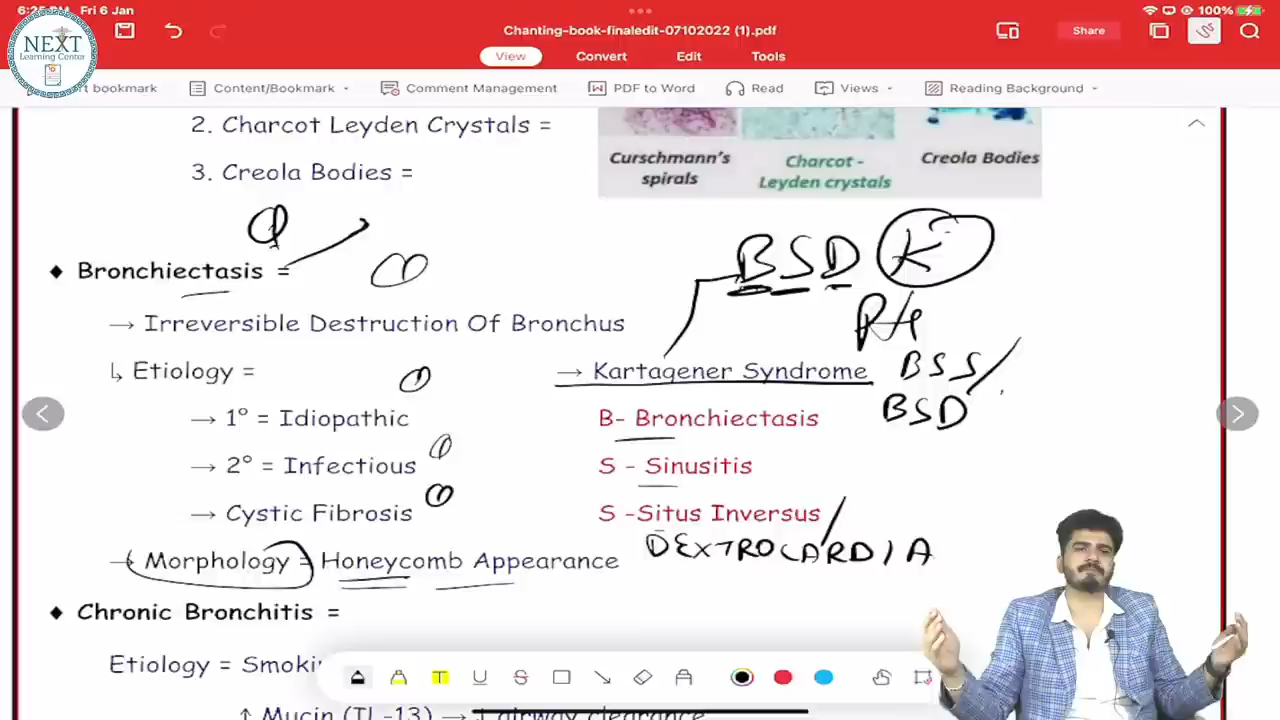 6:25 PM Fri 6 Jan
100%
NEXT
Learning Center
Chanting-book-finaledit-07102022 (1).pdf
Share
View Convert Edit Tools
bookmark Content/Bookmark Comment Management PDF to Word Read Views Reading Background
2. Charcot Leyden Crystals =
3. Creola Bodies =
Curschmann's spirals
Charcot - Leyden crystals
Creola Bodies
BSD K
♦ Bronchiectasis =
→ Irreversible Destruction Of Bronchus
↳ Etiology =
→ Kartagener Syndrome
BSS/
BSD
→ 1° = Idiopathic
B- Bronchiectasis
→ 2° = Infectious
S - Sinusitis
→ Cystic Fibrosis
S -Situs Inversus /
DEXTROCARDIA
→ Morphology = Honeycomb Appearance
♦ Chronic Bronchitis =
Etiology =
T U S
↑ Mucin (IL-13) → ↓ airway clearance